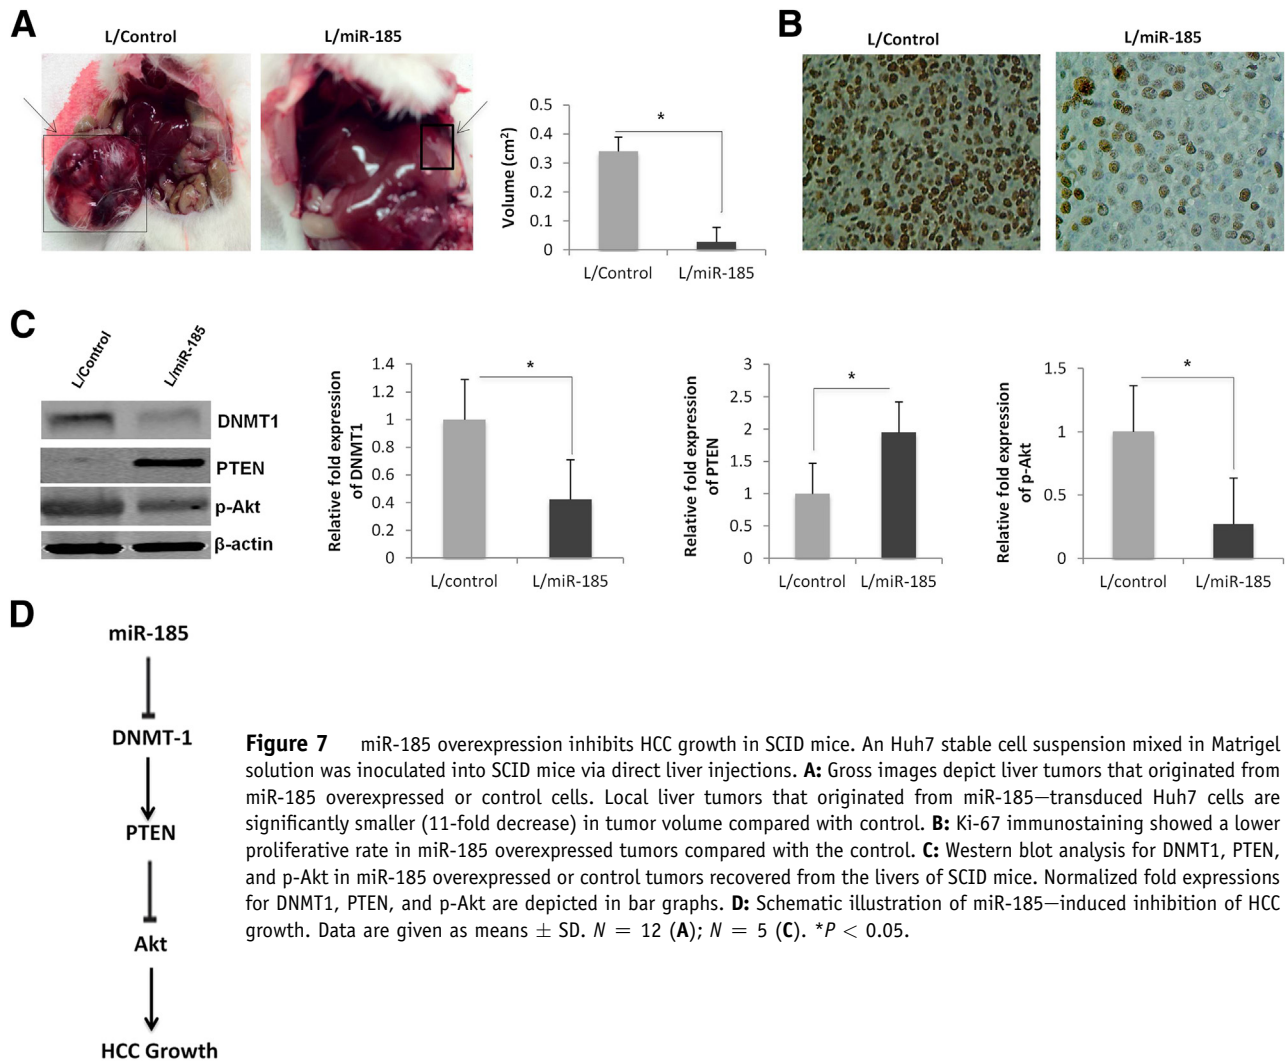 A
L/Control
L/miR-185
Volume (cm²)
0.5
0.4
0.3
0.2
0.1
0
*
L/Control
L/miR-185
B
L/Control
L/miR-185
C
L/Control
L/miR-185
DNMT1
PTEN
p-Akt
β-actin
Relative fold expression
of DNMT1
1.4
1.2
1
0.8
0.6
0.4
0.2
0
*
L/control
L/miR-185
Relative fold expression
of PTEN
3
2.5
2
1.5
1
0.5
0
*
L/control
L/miR-185
Relative fold expression
of p-Akt
1.5
1
0.5
0
*
L/control
L/miR-185
D
miR-185
DNMT-1
PTEN
Akt
HCC Growth
Figure 7 miR-185 overexpression inhibits HCC growth in SCID mice. An Huh7 stable cell suspension mixed in Matrigel
solution was inoculated into SCID mice via direct liver injections. A: Gross images depict liver tumors that originated from
miR-185 overexpressed or control cells. Local liver tumors that originated from miR-185—transduced Huh7 cells are
significantly smaller (11-fold decrease) in tumor volume compared with control. B: Ki-67 immunostaining showed a lower
proliferative rate in miR-185 overexpressed tumors compared with the control. C: Western blot analysis for DNMT1, PTEN,
and p-Akt in miR-185 overexpressed or control tumors recovered from the livers of SCID mice. Normalized fold expressions
for DNMT1, PTEN, and p-Akt are depicted in bar graphs. D: Schematic illustration of miR-185—induced inhibition of HCC
growth. Data are given as means ± SD. N = 12 (A); N = 5 (C). *P < 0.05.